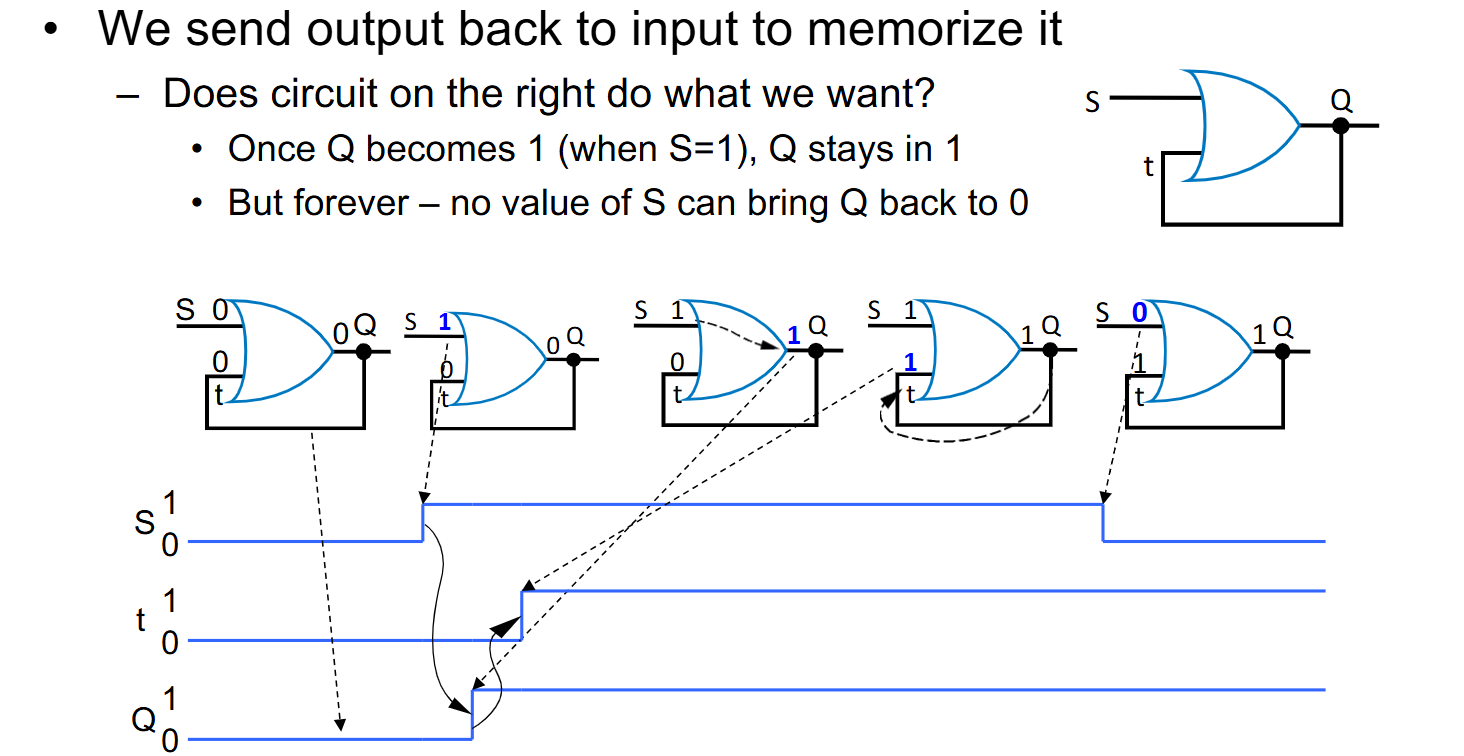 • We send output back to input to memorize it
– Does circuit on the right do what we want?
• Once Q becomes 1 (when S=1), Q stays in 1
• But forever – no value of S can bring Q back to 0
S
Q
t
S 0
0 Q
0
t
S 1
0 Q
0
t
S 1
1 Q
0
t
S 1
1 Q
1
t
S 0
1 Q
1
t
S 1
0
t 1
0
Q 1
0